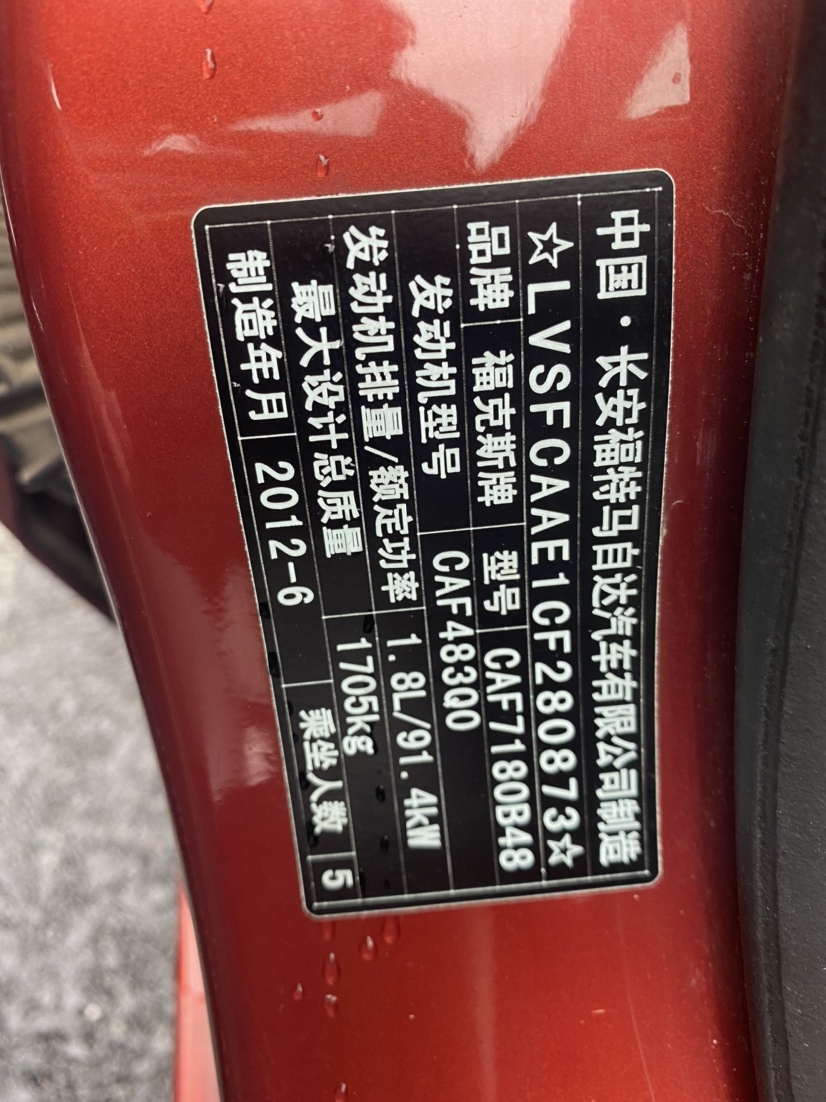 中国·长安福特马自达汽车有限公司制造
☆LVSFCAAE1CF280873☆
品牌 福克斯牌 型号 CAF7180B48
发动机型号 CAF483Q0
发动机排量/额定功率 1.8L/91.4kW
最大设计总质量 1705kg
制造年月 2012-6 乘坐人数 5